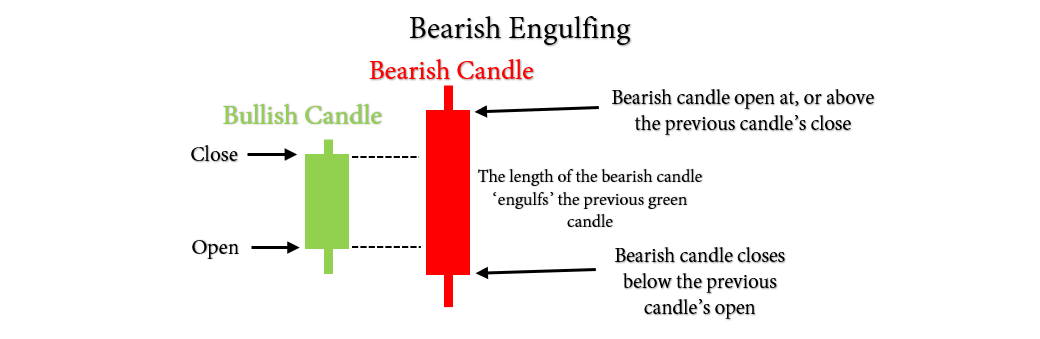 Bearish Engulfing
Bearish Candle
Bullish Candle
Close
Open
Bearish candle open at, or above
the previous candle’s close
The length of the bearish candle
‘engulfs’ the previous green
candle
Bearish candle closes
below the previous
candle’s open